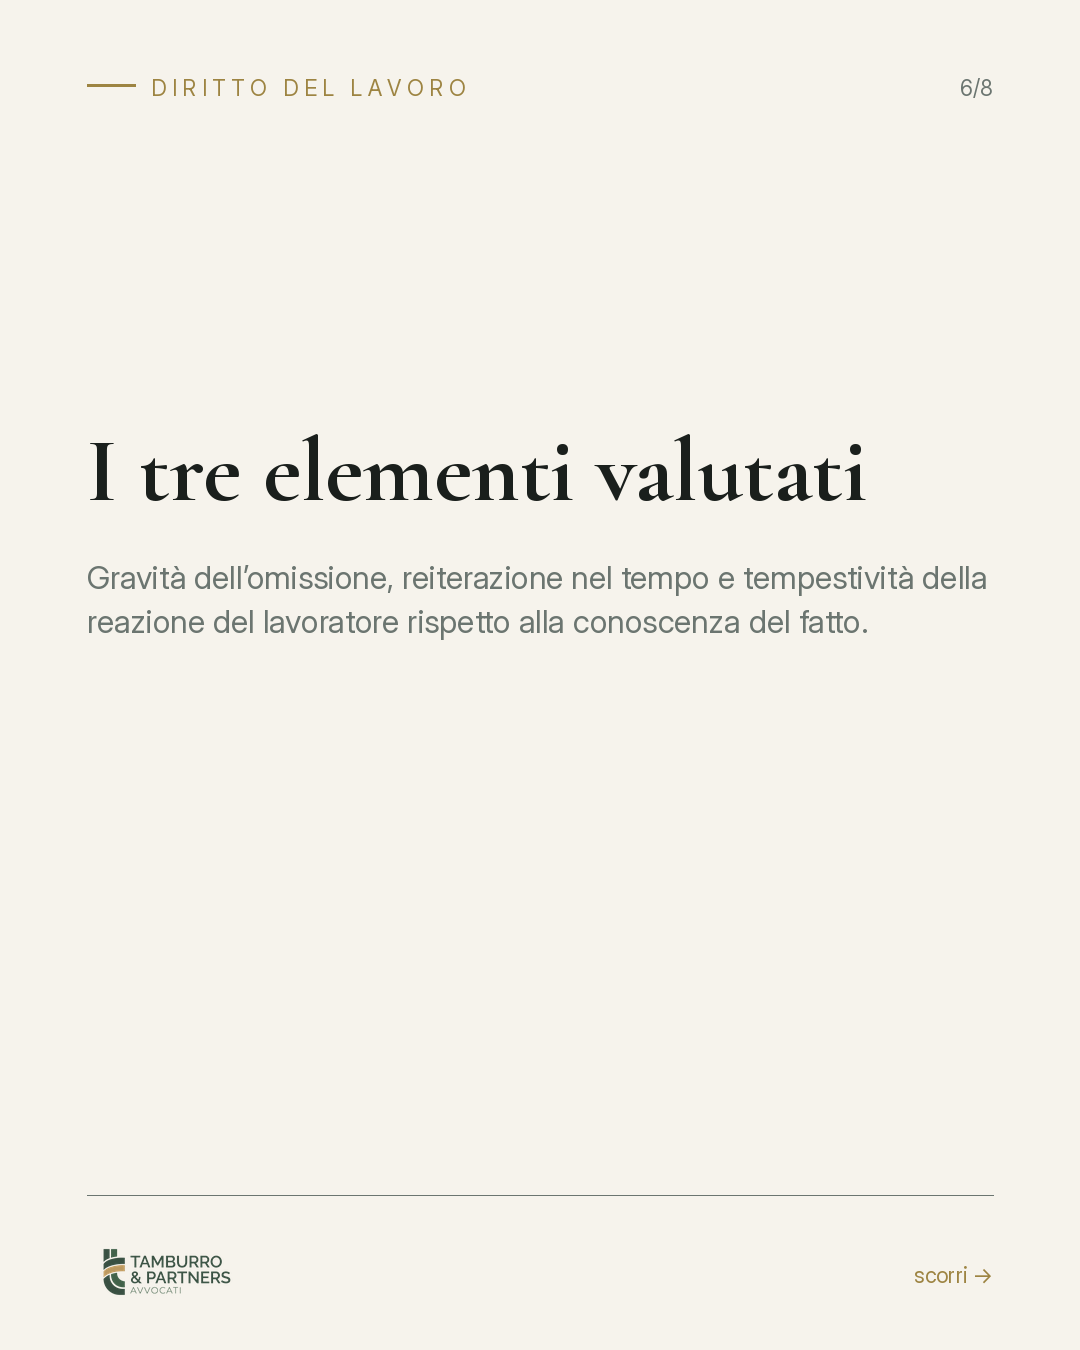 DIRITTO DEL LAVORO
6/8
I tre elementi valutati
Gravità dell’omissione, reiterazione nel tempo e tempestività della
reazione del lavoratore rispetto alla conoscenza del fatto.
TAMBURRO
& PARTNERS
AVVOCATI
scorri →